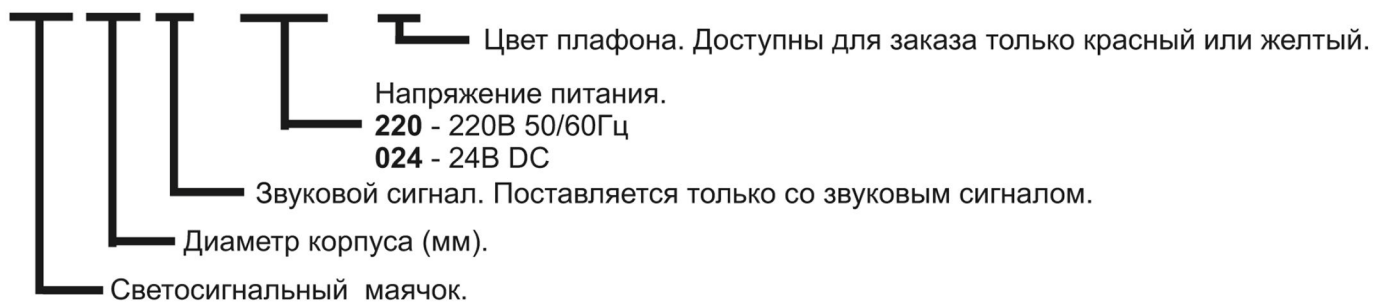 Цвет плафона. Доступны для заказа только красный или желтый.
Напряжение питания.
220 - 220В 50/60Гц
024 - 24В DC
Звуковой сигнал. Поставляется только со звуковым сигналом.
Диаметр корпуса (мм).
Светосигнальный маячок.